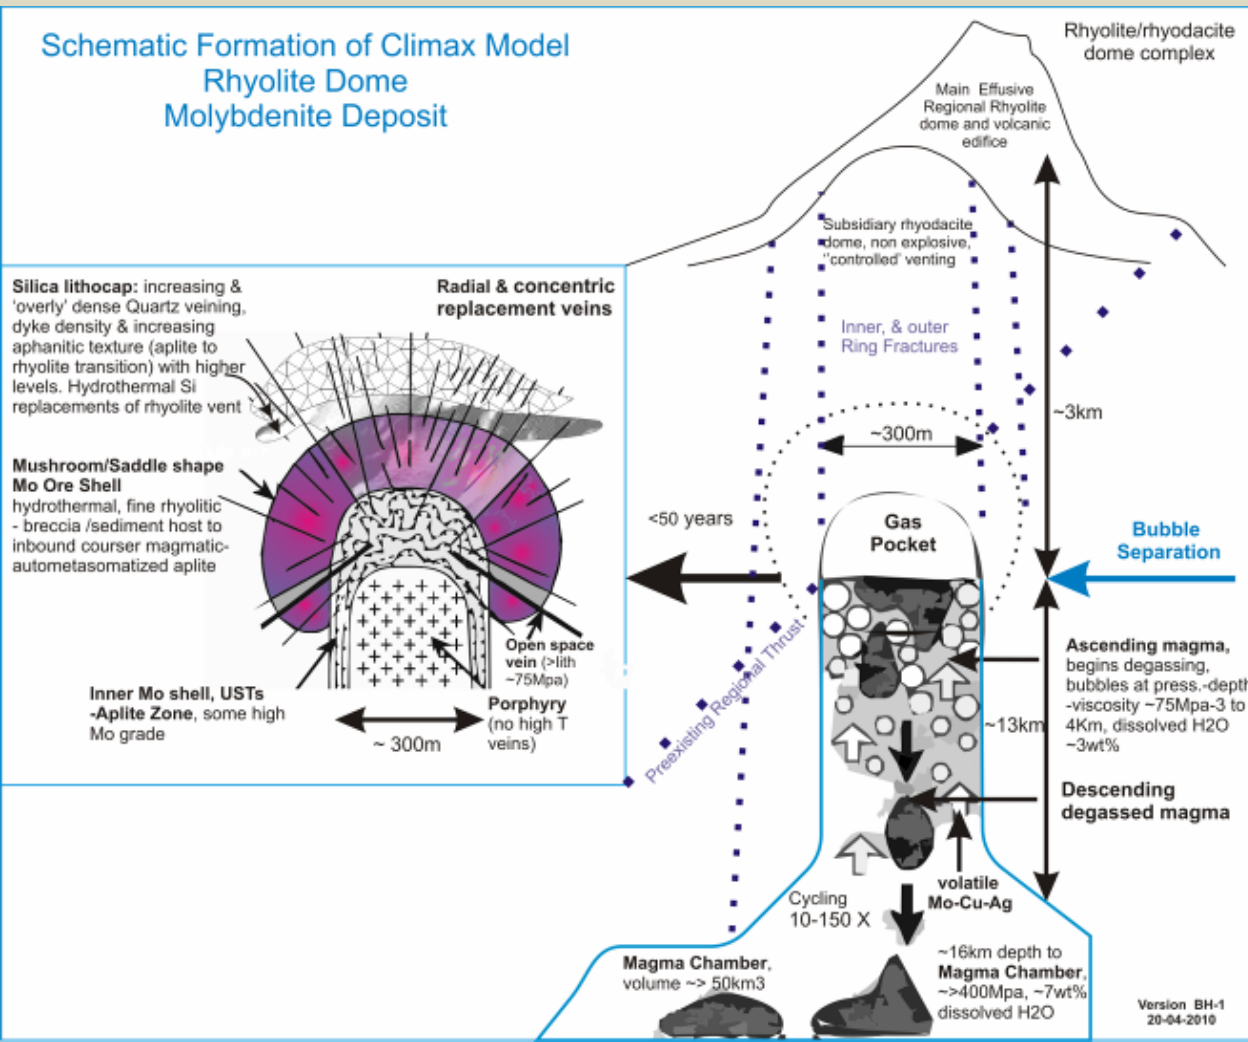 Schematic Formation of Climax Model
Rhyolite Dome
Molybdenite Deposit
Rhyolite/rhyodacite
dome complex
Main Effusive
Regional Rhyolite
dome and volcanic
edifice
Subsidiary rhyodacite
dome, non explosive,
‘'controlled’ venting
Inner, & outer
Ring Fractures
~3km
~300m
<50 years
Gas
Pocket
Bubble
Separation
Silica lithocap: increasing &
‘overly’ dense Quartz veining,
dyke density & increasing
aphanitic texture (aplite to
rhyolite transition) with higher
levels. Hydrothermal Si
replacements of rhyolite vent
Radial & concentric
replacement veins
Mushroom/Saddle shape
Mo Ore Shell
hydrothermal, fine rhyolitic
- breccia /sediment host to
inbound courser magmatic-
autometasomatized aplite
Open space
vein (>lith
~75Mpa)
Inner Mo shell, USTs
-Aplite Zone, some high
Mo grade
Porphyry
(no high T
veins)
~ 300m
Preexisting Regional Thrust
Ascending magma,
begins degassing,
bubbles at press.-depth
-viscosity ~75Mpa-3 to
4Km, dissolved H2O
~3wt%
~13km
Descending
degassed magma
volatile
Mo-Cu-Ag
Cycling
10-150 X
Magma Chamber,
volume ~> 50km3
~16km depth to
Magma Chamber,
~>400Mpa, ~7wt%
dissolved H2O
Version BH-1
20-04-2010